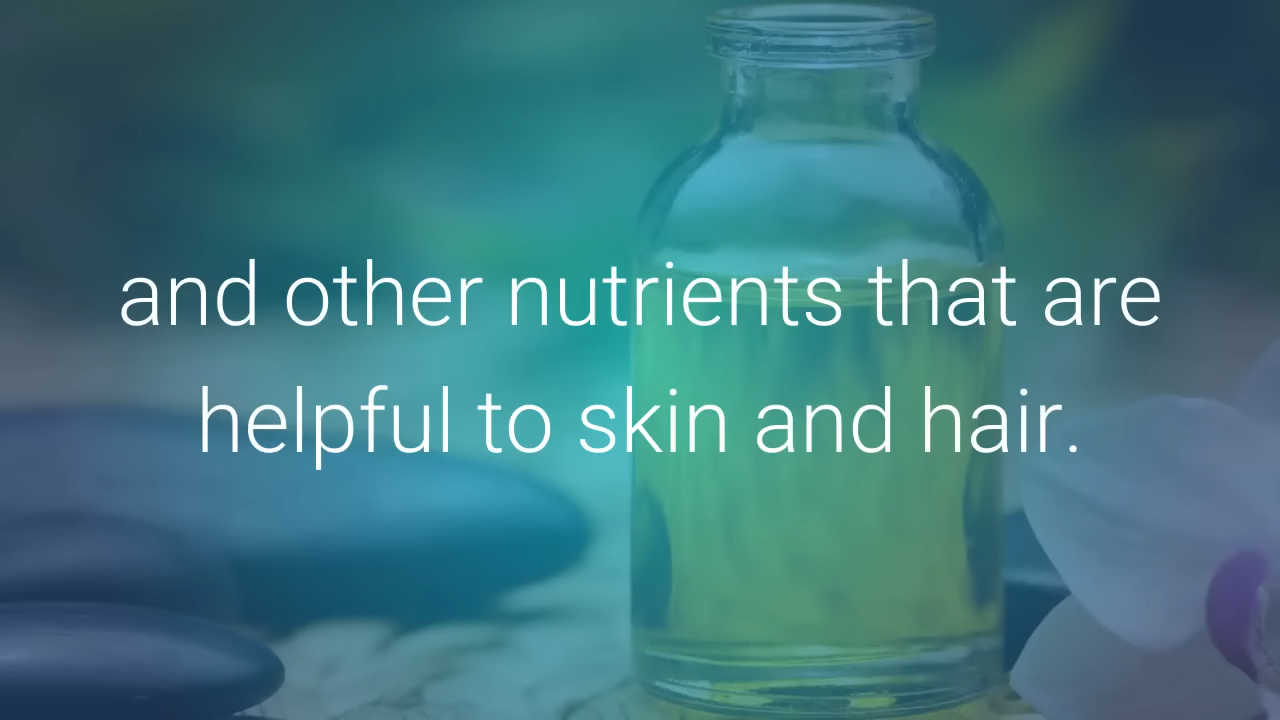 and other nutrients that are
helpful to skin and hair.